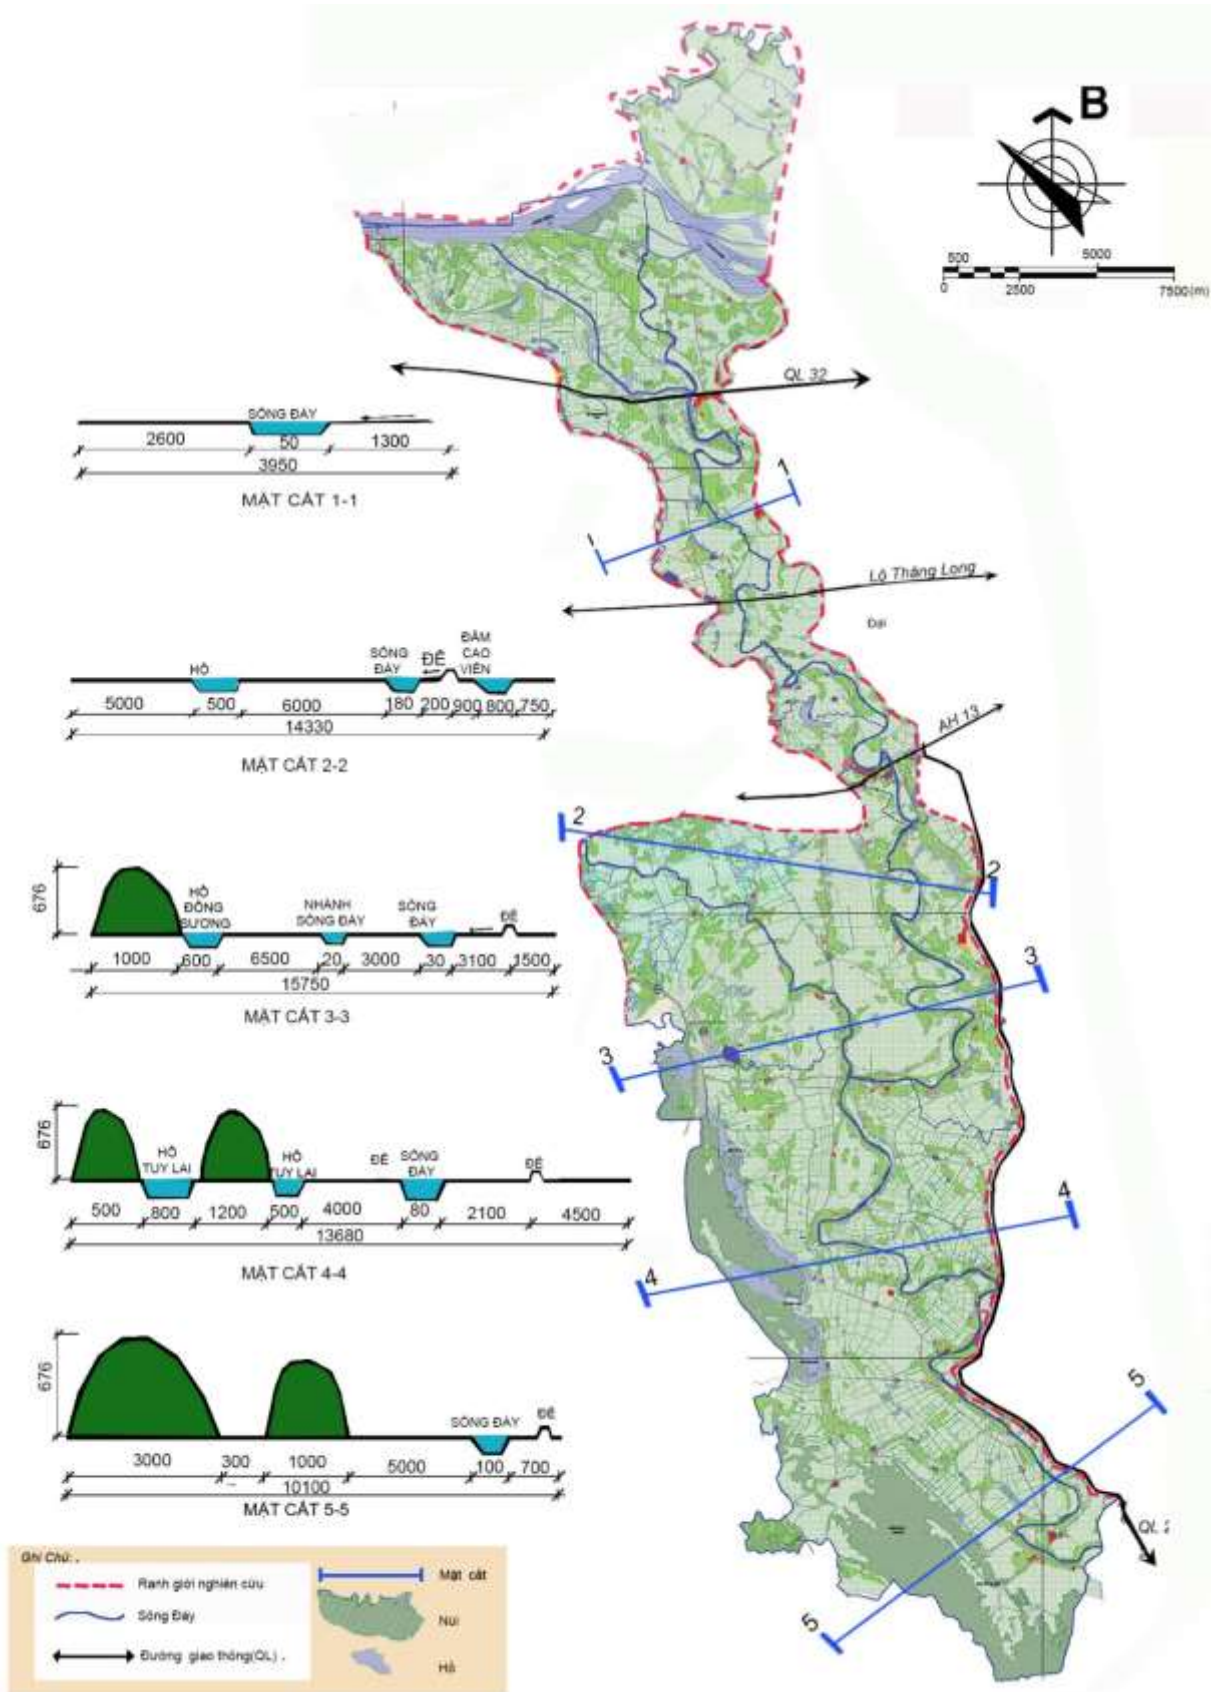 B
500
5000
0
2500
7500(m)
QL 32
SÔNG ĐÁY
2600
50
1300
3950
MẶT CẮT 1-1
1
1
Lộ Thăng Long
Đại
HỒ
SÔNG
ĐÁY
ĐÊ
ĐẦM
CAO
VIÊN
5000
500
6000
180
200
900
800
750
14330
MẶT CẮT 2-2
AH 13
2
2
676
HỒ
ĐỒNG
SƯƠNG
NHÁNH
SÔNG ĐÁY
SÔNG
ĐÁY
ĐÊ
1000
600
6500
20
3000
30
3100
1500
15750
MẶT CẮT 3-3
3
3
676
HỒ
TUY LAI
HỒ
TUY LAI
ĐÊ
SÔNG
ĐÁY
ĐÊ
500
800
1200
500
4000
80
2100
4500
13680
MẶT CẮT 4-4
4
4
676
SÔNG ĐÁY
ĐÊ
3000
300
1000
5000
100
700
10100
MẶT CẮT 5-5
5
5
QL 2
Ghi Chú: .
Ranh giới nghiên cứu
Sông Đáy
Đường giao thông(QL) .
Mặt cắt
Núi
Hồ